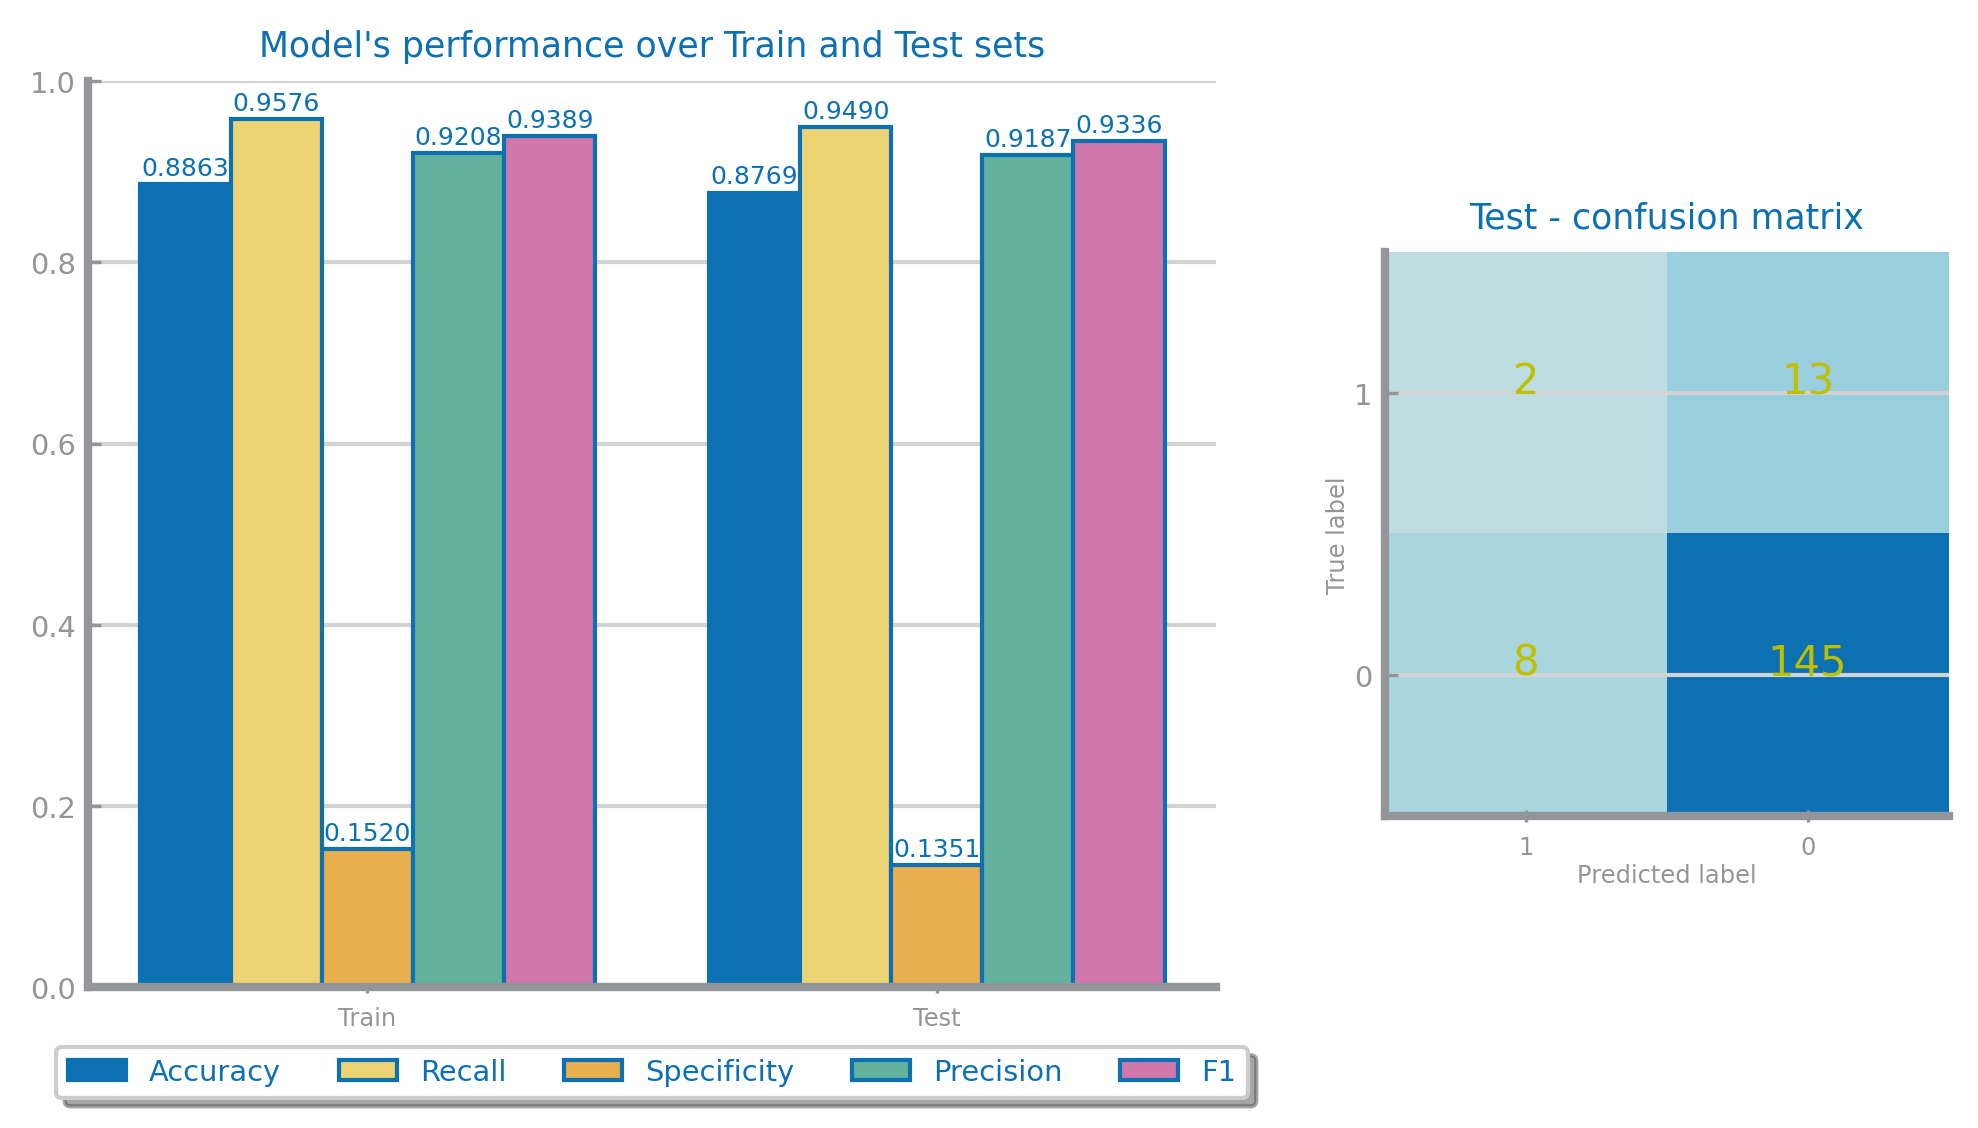 Model's performance over Train and Test sets
1.0
0.8
0.6
0.4
0.2
0.0
0.8863
0.9576
0.1520
0.9208
0.9389
0.8769
0.9490
0.1351
0.9187
0.9336
Train
Test
Accuracy
Recall
Specificity
Precision
F1
Test - confusion matrix
True label
1
0
2
13
8
145
1
0
Predicted label